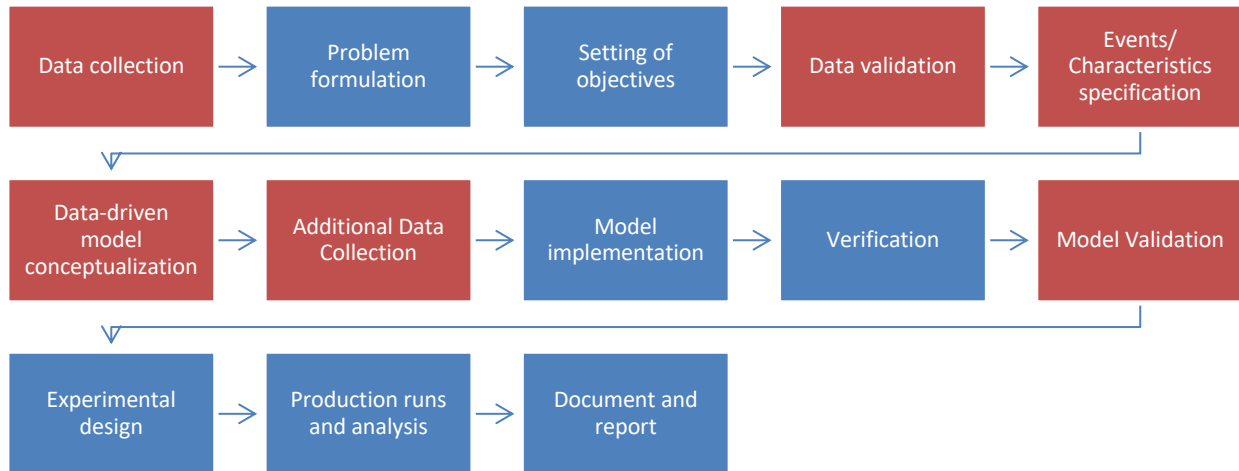 Data collection
Problem
formulation
Setting of
objectives
Data validation
Events/
Characteristics
specification
Data-driven
model
conceptualization
Additional Data
Collection
Model
implementation
Verification
Model Validation
Experimental
design
Production runs
and analysis
Document and
report